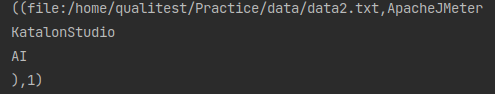 ((file:/home/qualitest/Practice/data/data2.txt,ApacheJMeter
KatalonStudio
AI
),1)